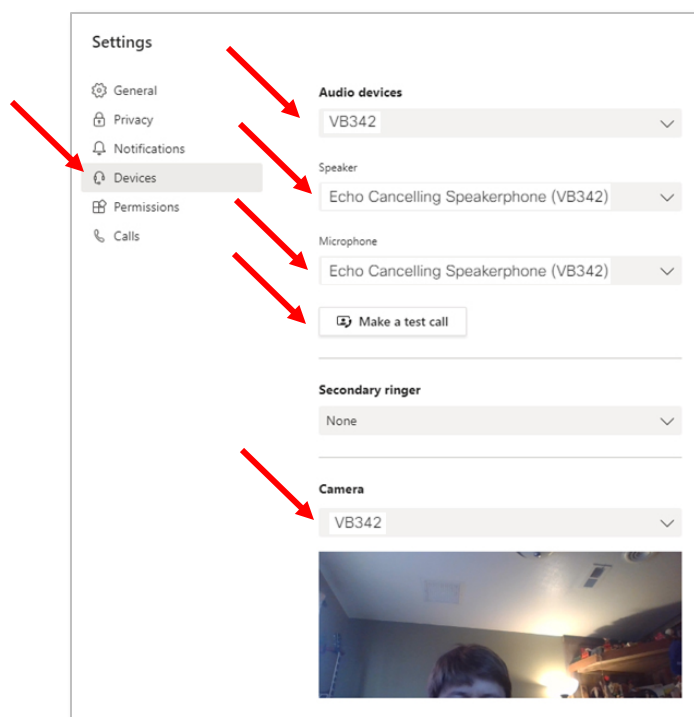 Settings
General
Privacy
Notifications
Devices
Permissions
Calls
Audio devices
VB342
Speaker
Echo Cancelling Speakerphone (VB342)
Microphone
Echo Cancelling Speakerphone (VB342)
Make a test call
Secondary ringer
None
Camera
VB342